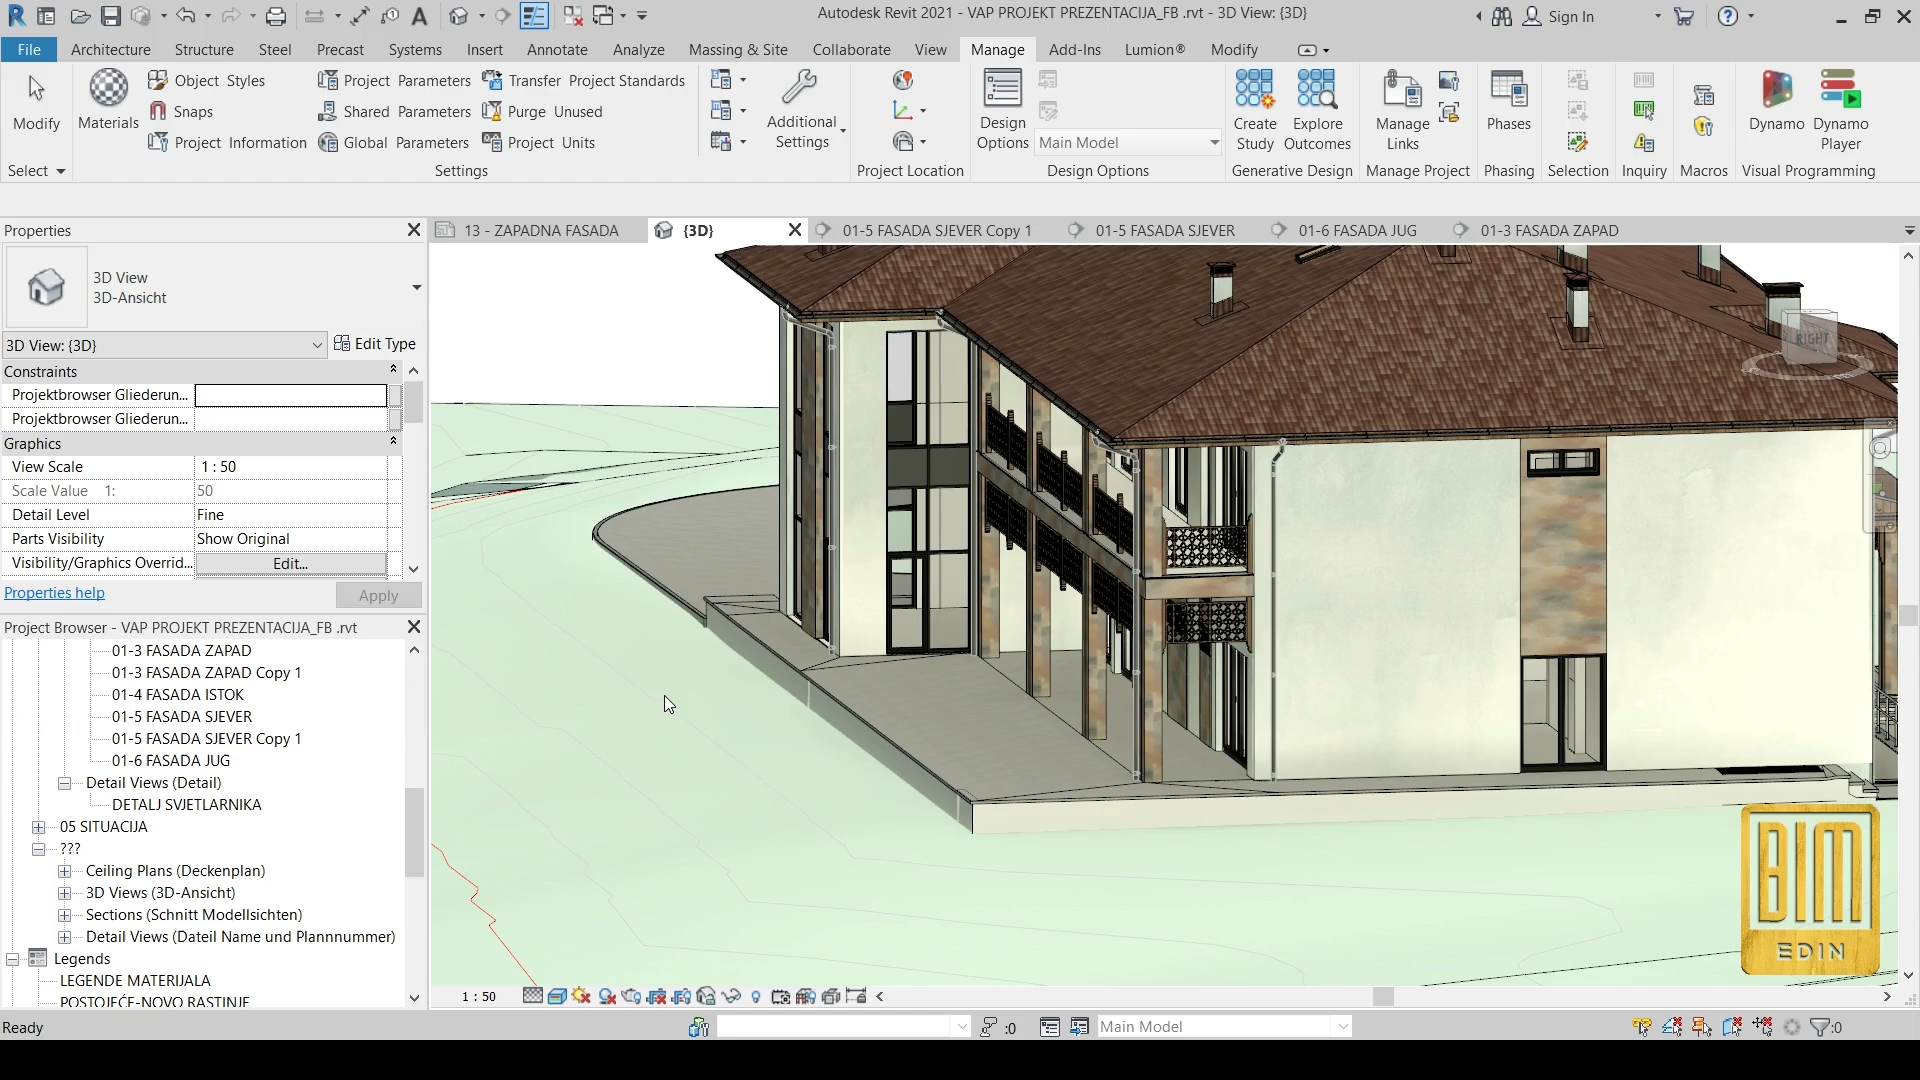 Autodesk Revit 2021 - VAP PROJEKT PREZENTACIJA_FB .rvt - 3D View: {3D}
Sign In
File Architecture Structure Steel Precast Systems Insert Annotate Analyze Massing & Site Collaborate View Manage Add-Ins Lumion® Modify
Modify
Materials
Object Styles
Snaps
Project Information
Project Parameters
Shared Parameters
Global Parameters
Transfer Project Standards
Purge Unused
Project Units
Additional
Settings
Design
Options
Main Model
Create
Study
Explore
Outcomes
Manage
Links
Phases
Dynamo
Dynamo
Player
Select
Settings
Project Location
Design Options
Generative Design
Manage Project
Phasing
Selection
Inquiry
Macros
Visual Programming
Properties
13 - ZAPADNA FASADA
{3D}
01-5 FASADA SJEVER Copy 1
01-5 FASADA SJEVER
01-6 FASADA JUG
01-3 FASADA ZAPAD
3D View
3D-Ansicht
3D View: {3D}
Edit Type
Constraints
Projektbrowser Gliederun...
Projektbrowser Gliederun...
Graphics
View Scale 1 : 50
Scale Value 1: 50
Detail Level Fine
Parts Visibility Show Original
Visibility/Graphics Overrid... Edit...
Properties help
Apply
Project Browser - VAP PROJEKT PREZENTACIJA_FB .rvt
01-3 FASADA ZAPAD
01-3 FASADA ZAPAD Copy 1
01-4 FASADA ISTOK
01-5 FASADA SJEVER
01-5 FASADA SJEVER Copy 1
01-6 FASADA JUG
Detail Views (Detail)
DETALJ SVJETLARNIKA
05 SITUACIJA
???
Ceiling Plans (Deckenplan)
3D Views (3D-Ansicht)
Sections (Schnitt Modellsichten)
Detail Views (Dateil Name und Plannnummer)
Legends
LEGENDE MATERIJALA
POSTOJEĆE-NOVO RASTINJE
RIGHT
BIM
EDIN
1 : 50
Ready
:0
Main Model
:0